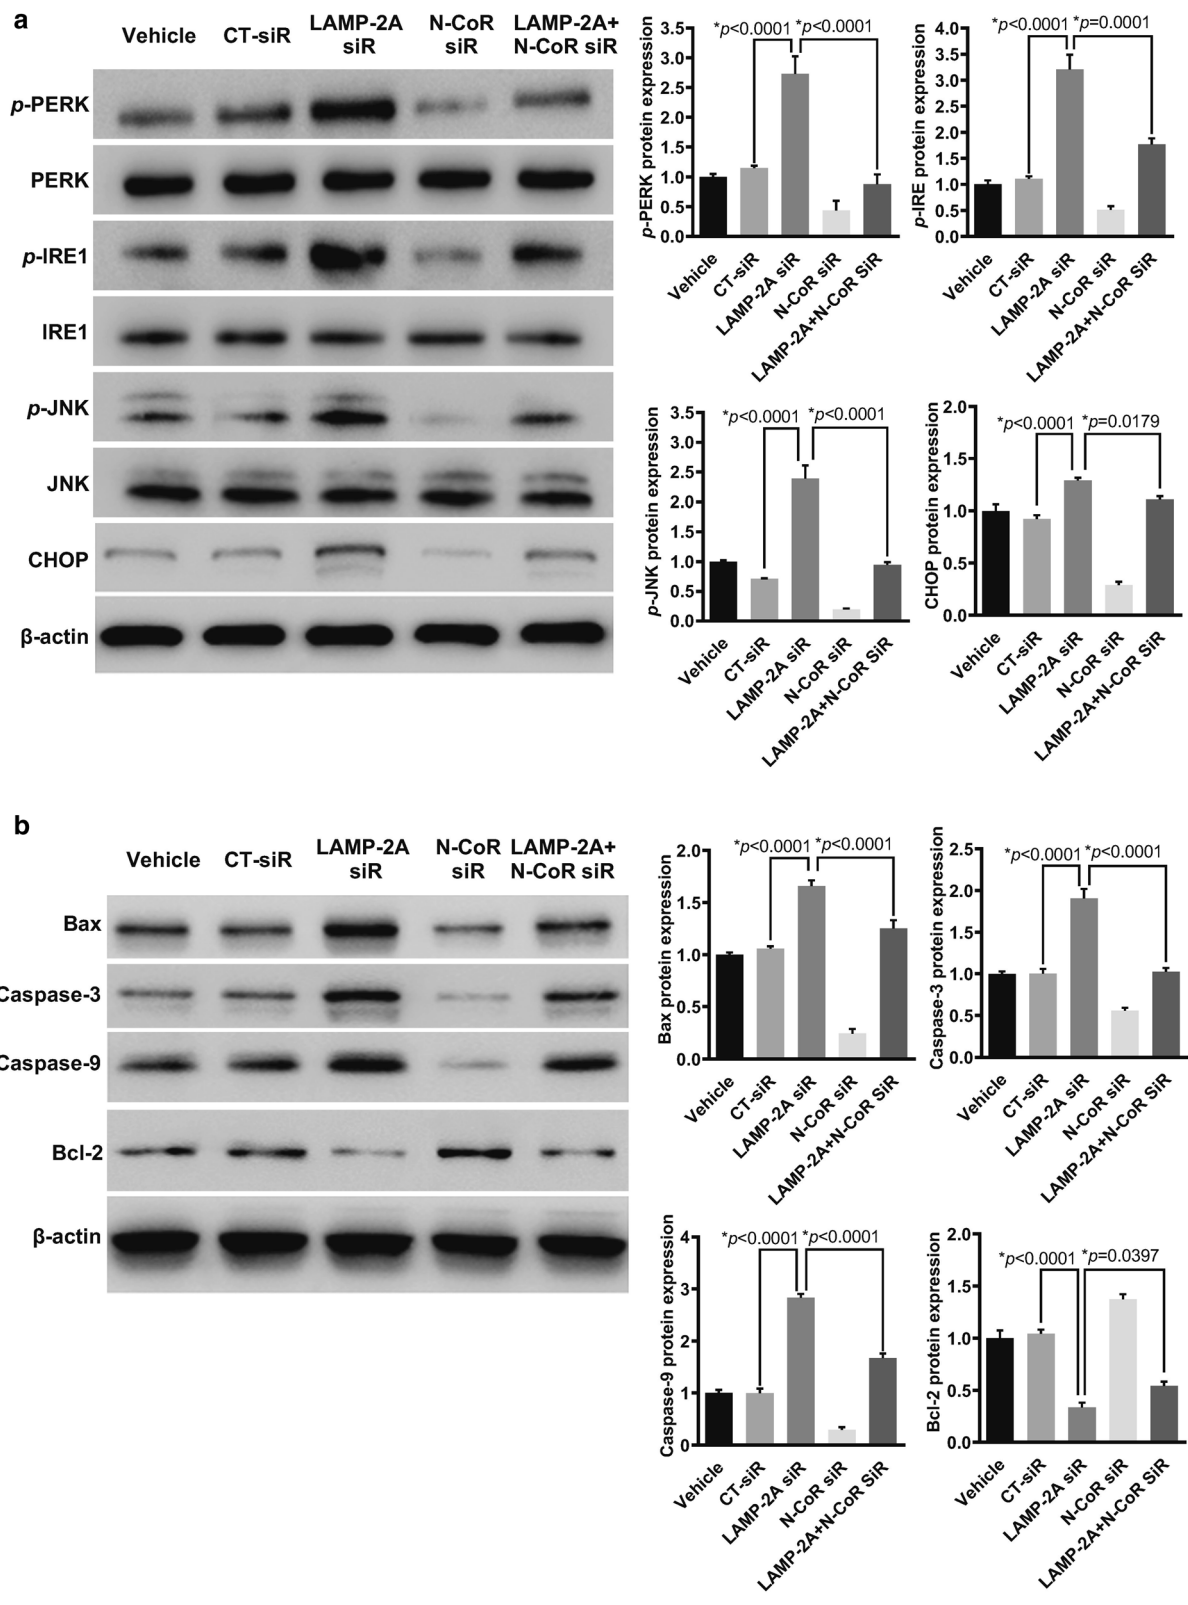 a
Vehicle CT-siR LAMP-2A siR N-CoR siR LAMP-2A+ N-CoR siR
p-PERK
PERK
p-IRE1
IRE1
p-JNK
JNK
CHOP
β-actin
p-PERK protein expression
3.5
3.0
2.5
2.0
1.5
1.0
0.5
0.0
*p<0.0001 *p<0.0001
Vehicle
CT-siR
LAMP-2A siR
N-CoR siR
LAMP-2A+N-CoR SiR
p-IRE protein expression
4.0
3.5
3.0
2.5
2.0
1.5
1.0
0.5
0.0
*p<0.0001 *p=0.0001
Vehicle
CT-siR
LAMP-2A siR
N-CoR siR
LAMP-2A+N-CoR SiR
p-JNK protein expression
3.5
3.0
2.5
2.0
1.5
1.0
0.5
0.0
*p<0.0001 *p<0.0001
Vehicle
CT-siR
LAMP-2A siR
N-CoR siR
LAMP-2A+N-CoR SiR
CHOP protein expression
2.0
1.5
1.0
0.5
0.0
*p<0.0001 *p=0.0179
Vehicle
CT-siR
LAMP-2A siR
N-CoR siR
LAMP-2A+N-CoR SiR
b
Vehicle CT-siR LAMP-2A siR N-CoR siR LAMP-2A+ N-CoR siR
Bax
Caspase-3
Caspase-9
Bcl-2
β-actin
Bax protein expression
2.0
1.5
1.0
0.5
0.0
*p<0.0001 *p<0.0001
Vehicle
CT-siR
LAMP-2A siR
N-CoR siR
LAMP-2A+N-CoR SiR
Caspase-3 protein expression
2.5
2.0
1.5
1.0
0.5
0.0
*p<0.0001 *p<0.0001
Vehicle
CT-siR
LAMP-2A siR
N-CoR siR
LAMP-2A+N-CoR SiR
Caspase-9 protein expression
4
3
2
1
0
*p<0.0001 *p<0.0001
Vehicle
CT-siR
LAMP-2A siR
N-CoR siR
LAMP-2A+N-CoR SiR
Bcl-2 protein expression
2.0
1.5
1.0
0.5
0.0
*p<0.0001 *p=0.0397
Vehicle
CT-siR
LAMP-2A siR
N-CoR siR
LAMP-2A+N-CoR SiR